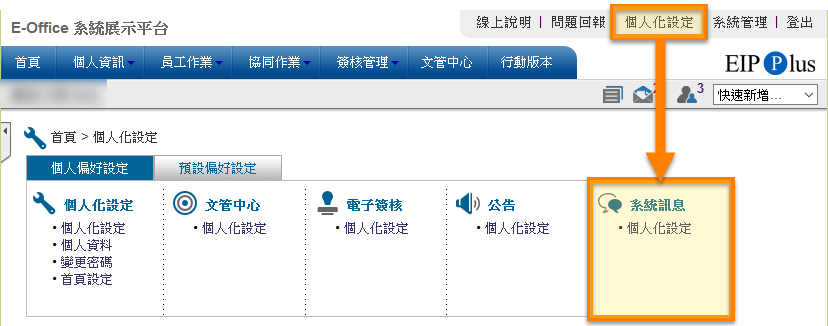 線上說明 | 問題回報 | 個人化設定 | 系統管理 | 登出
E-Office 系統展示平台
首頁 個人資訊 員工作業 協同作業 簽核管理 文管中心 行動版本
EIP Plus
3 快速新增...
首頁 > 個人化設定
個人偏好設定 預設偏好設定
個人化設定 文管中心 電子簽核 公告 系統訊息
• 個人化設定 • 個人化設定 • 個人化設定 • 個人化設定 • 個人化設定
• 個人資料
• 變更密碼
• 首頁設定